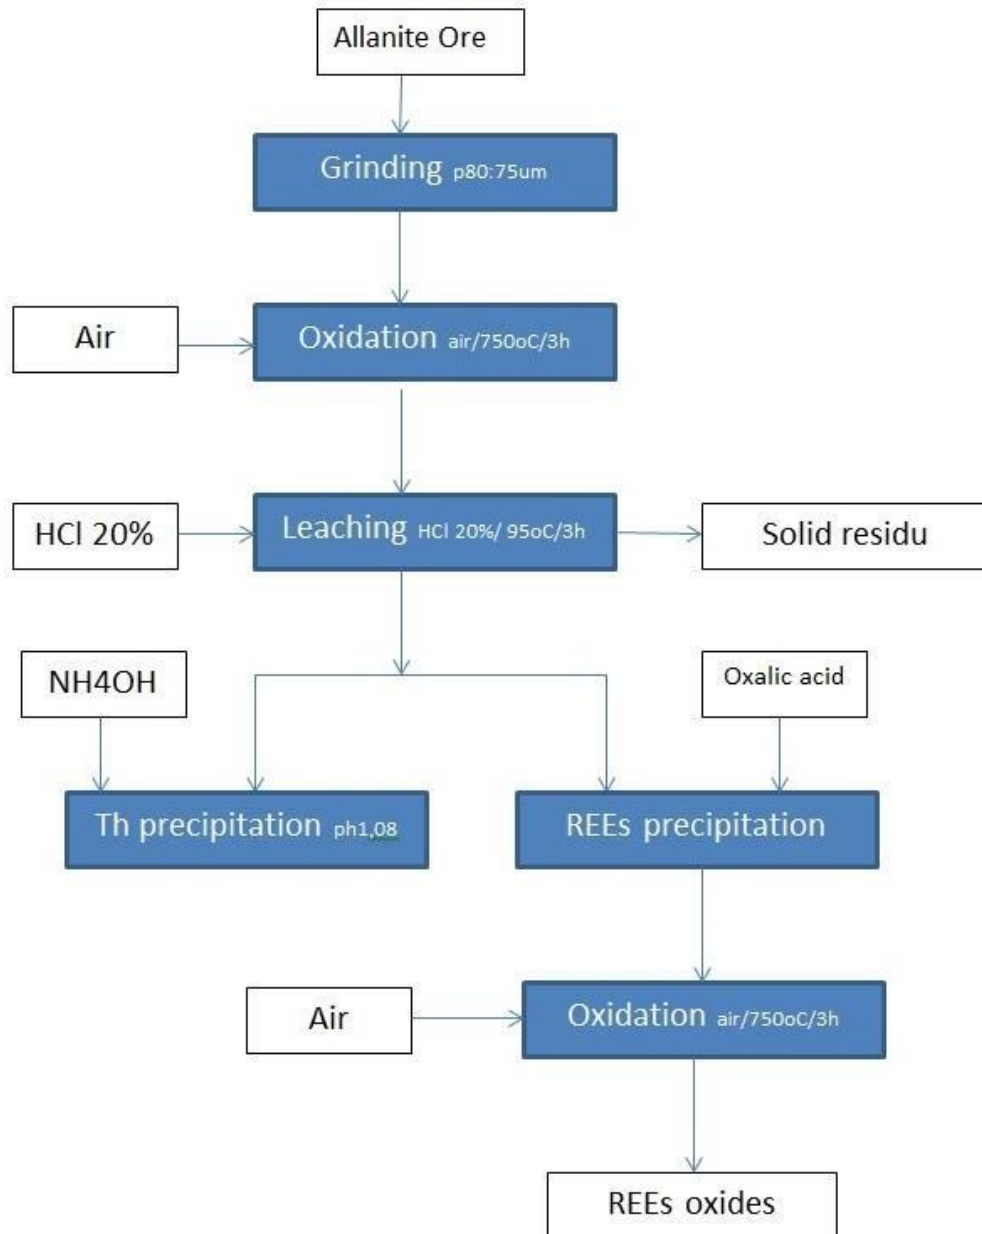 Allanite Ore
Grinding p80:75um
Air
Oxidation air/750oC/3h
HCl 20%
Leaching HCl 20%/ 95oC/3h
Solid residu
NH4OH
Oxalic acid
Th precipitation ph1,08
REEs precipitation
Air
Oxidation air/750oC/3h
REEs oxides